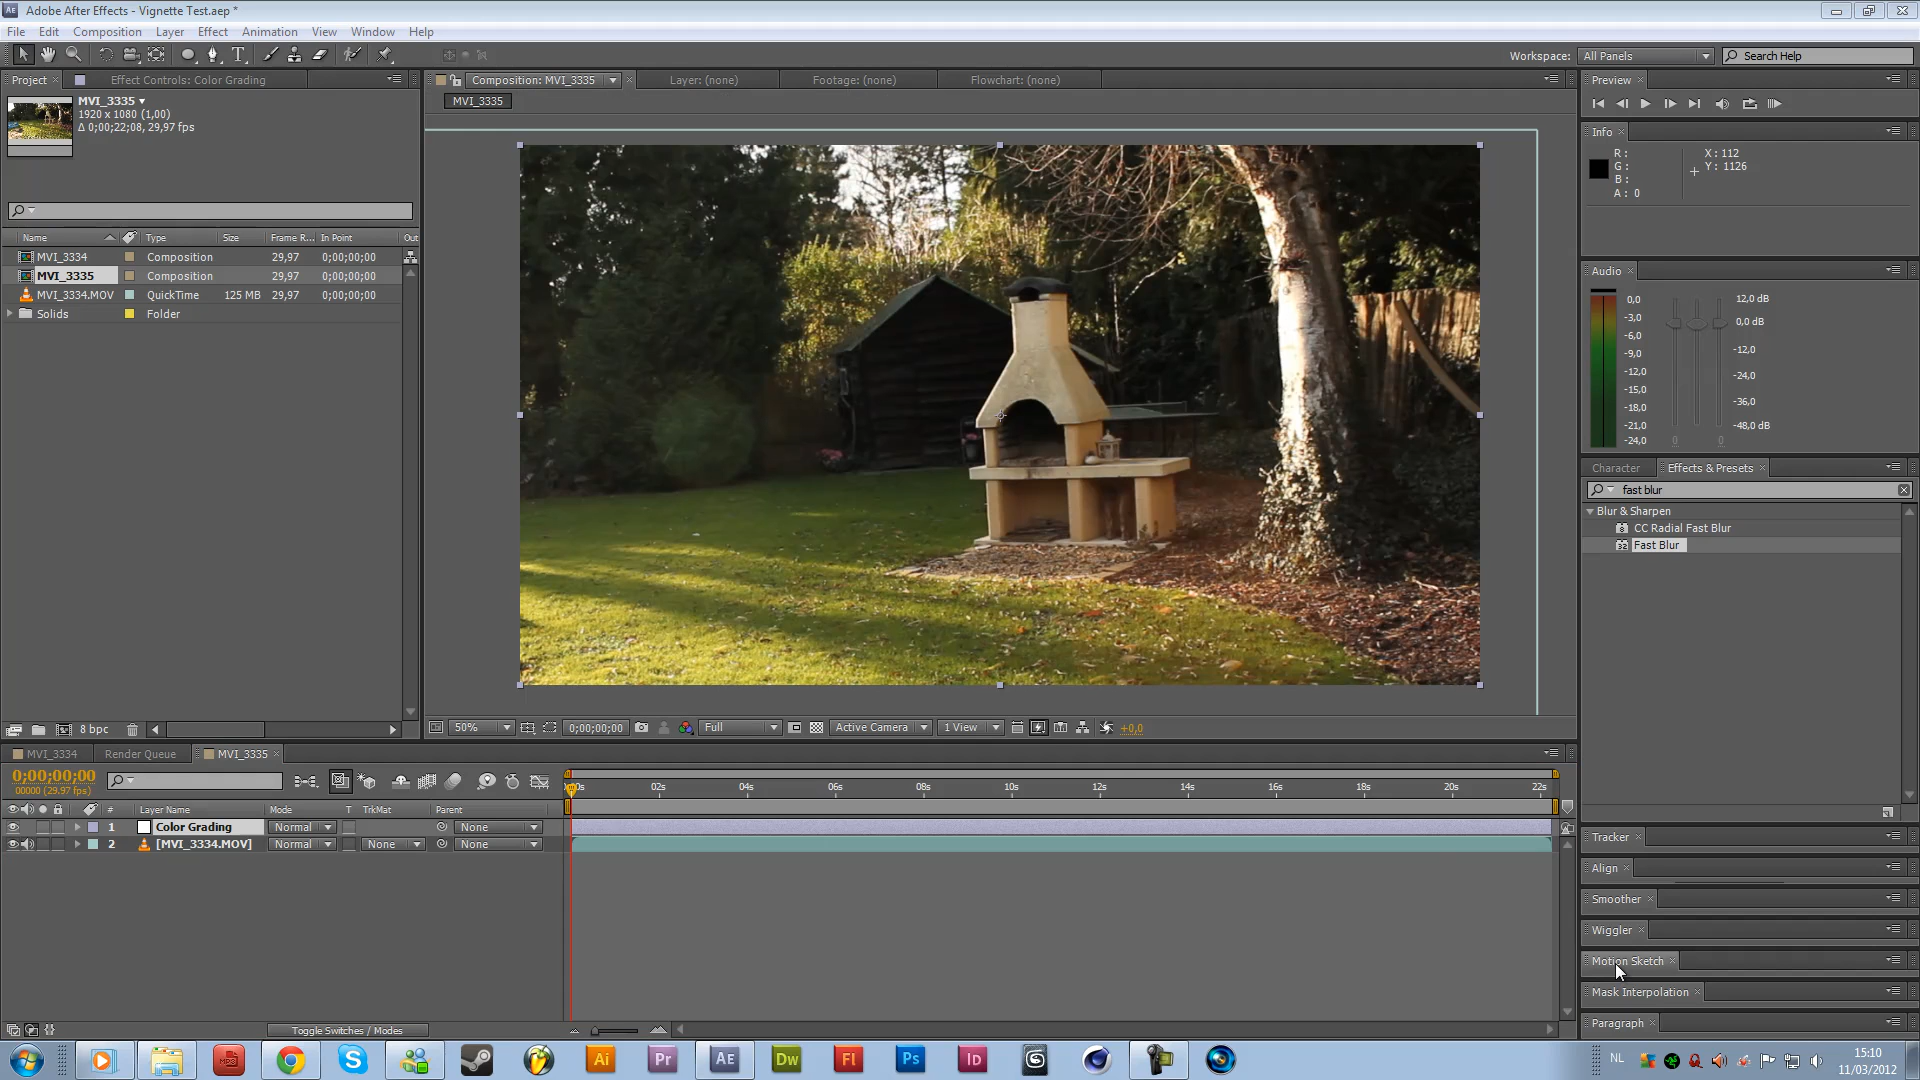 Adobe After Effects - Vignette Test.aep *
File Edit Composition Layer Effect Animation View Window Help
Workspace: All Panels Search Help
Project Effect Controls: Color Grading
Composition: MVI_3335 Layer: (none) Footage: (none) Flowchart: (none)
Preview
MVI_3335
1920 x 1080 (1,00)
Δ 0;00;22;08, 29,97 fps
MVI_3335
Info
R :
G :
B :
A : 0
X : 112
Y : 1126
Name Type Size Frame R... In Point Out
MVI_3334 Composition 29,97 0;00;00;00
MVI_3335 Composition 29,97 0;00;00;00
MVI_3334.MOV QuickTime 125 MB 29,97 0;00;00;00
Solids Folder
Audio
0,0
-3,0
-6,0
-9,0
-12,0
-15,0
-18,0
-21,0
-24,0
12,0 dB
0,0 dB
-12,0
-24,0
-36,0
-48,0 dB
0 0
Character Effects & Presets
fast blur
Blur & Sharpen
CC Radial Fast Blur
32 Fast Blur
8 bpc
50% 0;00;00;00 Full Active Camera 1 View +0,0
MVI_3334 Render Queue MVI_3335
0;00;00;00
00000 (29.97 fps)
02s 04s 06s 08s 10s 12s 14s 16s 18s 20s 22s
# Layer Name Mode T TrkMat Parent
1 Color Grading Normal None
2 [MVI_3334.MOV] Normal None None
Toggle Switches / Modes
Tracker
Align
Smoother
Wiggler
Motion Sketch
Mask Interpolation
Paragraph
MP3 Ai Pr Ae Dw Fl Ps Id
NL
15:10
11/03/2012